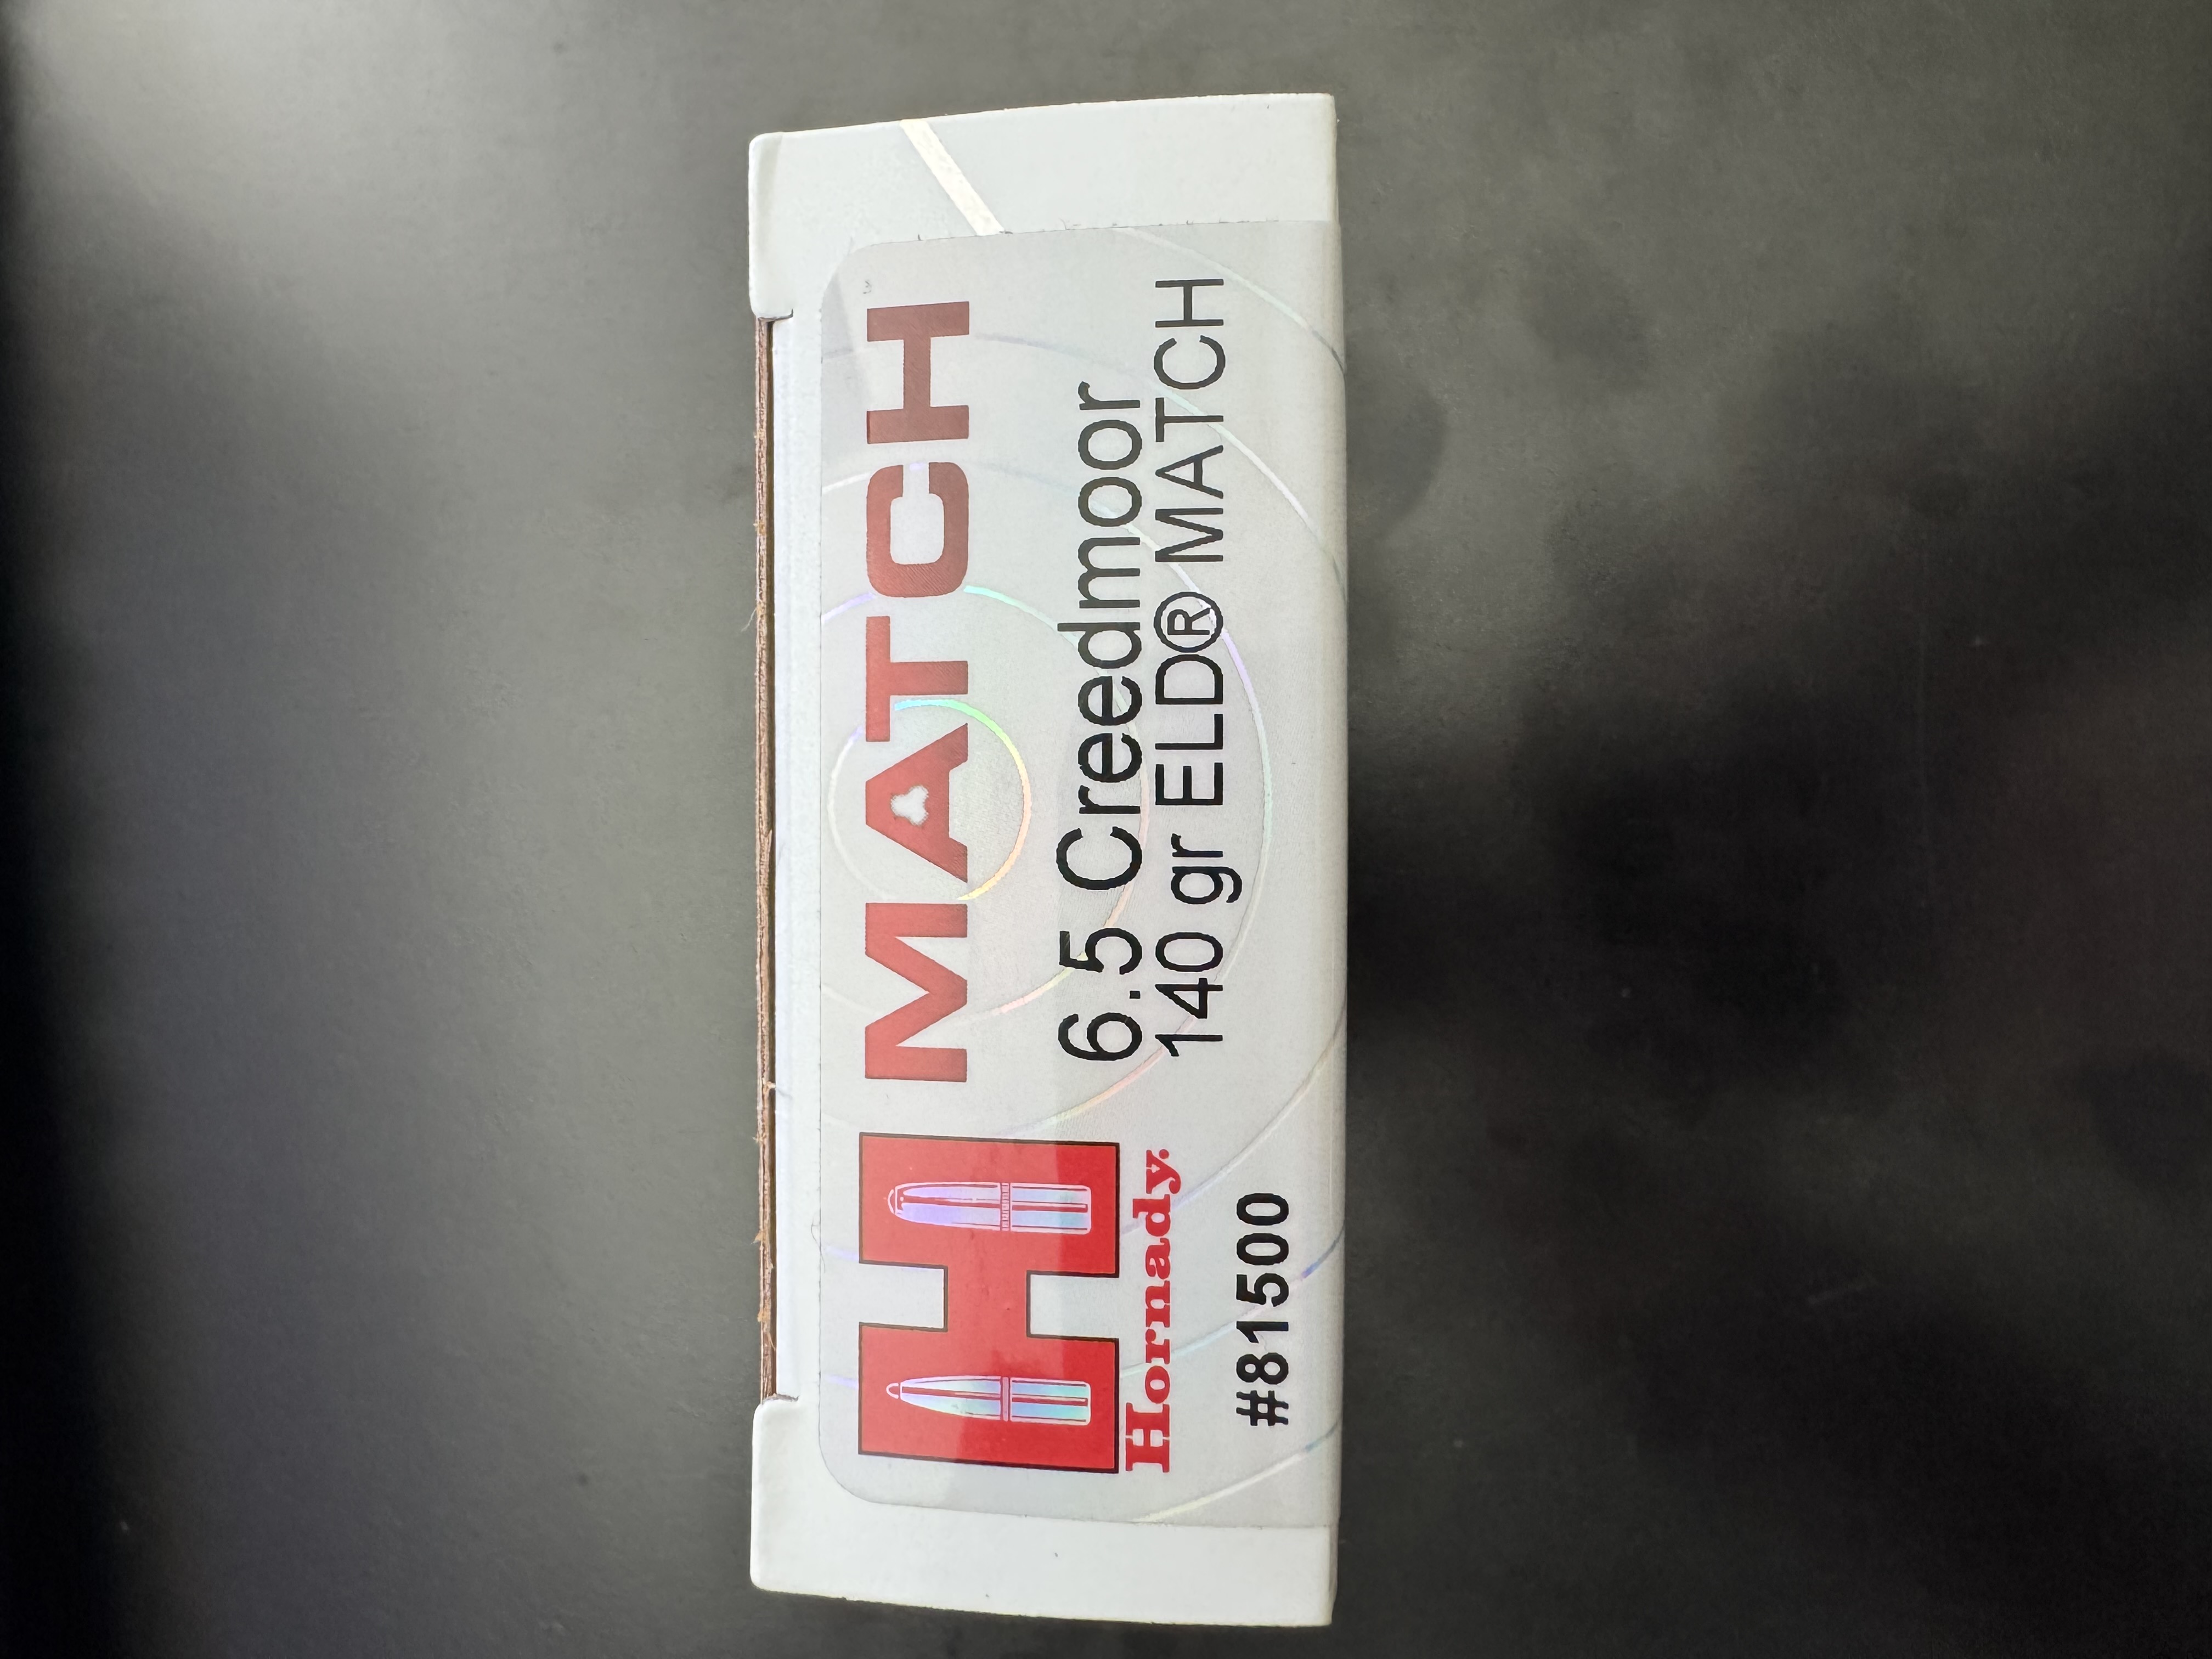 MATCH
6.5 Creedmoor
140 gr ELD® MATCH
Hornady.
#81500